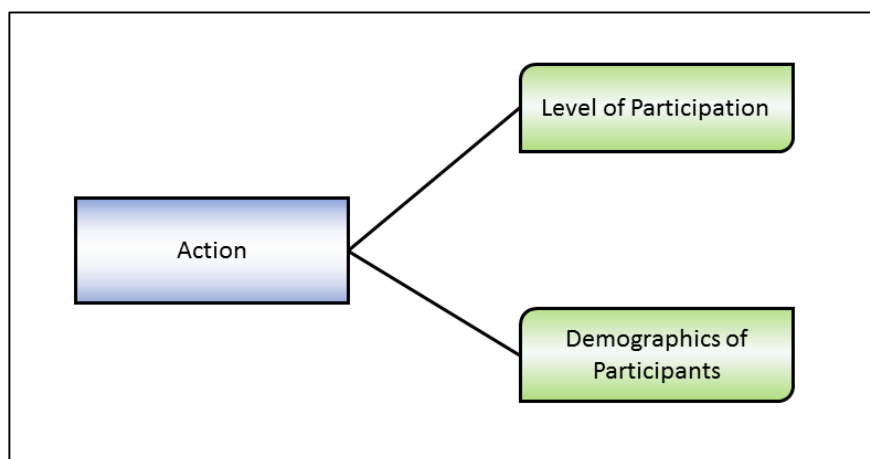 Level of Participation
Action
Demographics of
Participants